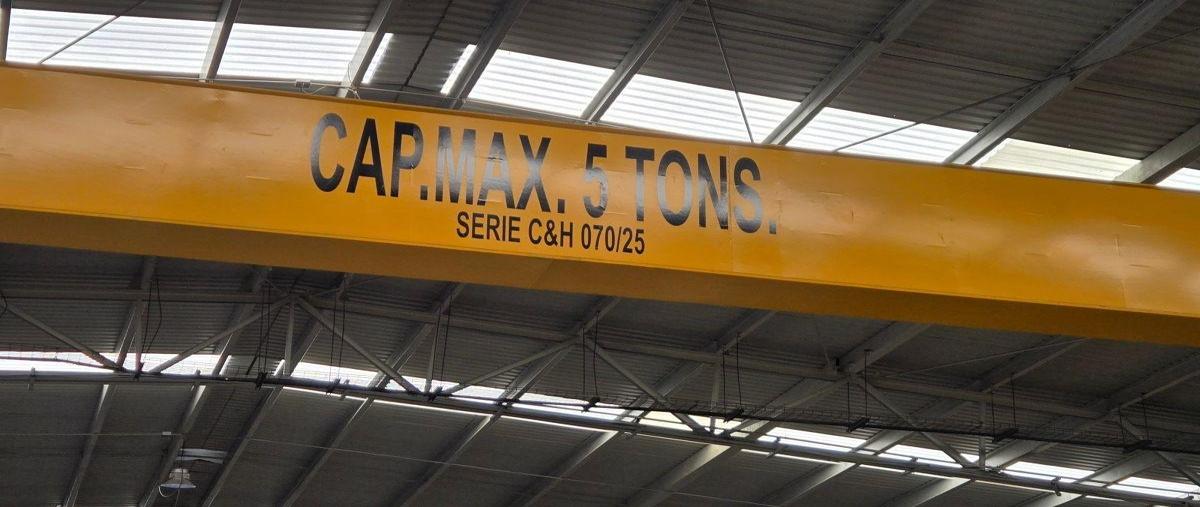 CAP.MAX. 5 TONS.
SERIE C&H 070/25